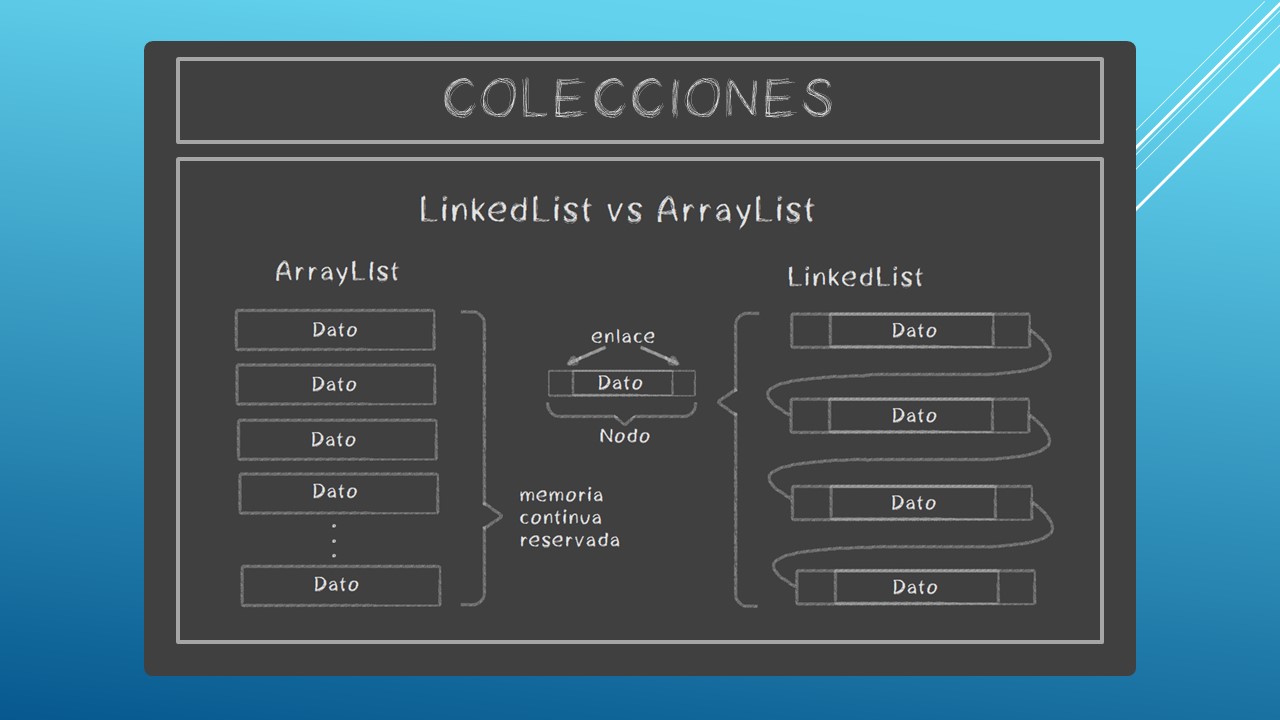 COLECCIONES
LinkedList vs ArrayList
ArrayLIst
Dato
Dato
Dato
Dato
Dato
enlace
Dato
Nodo
memoria
continua
reservada
LinkedList
Dato
Dato
Dato
Dato